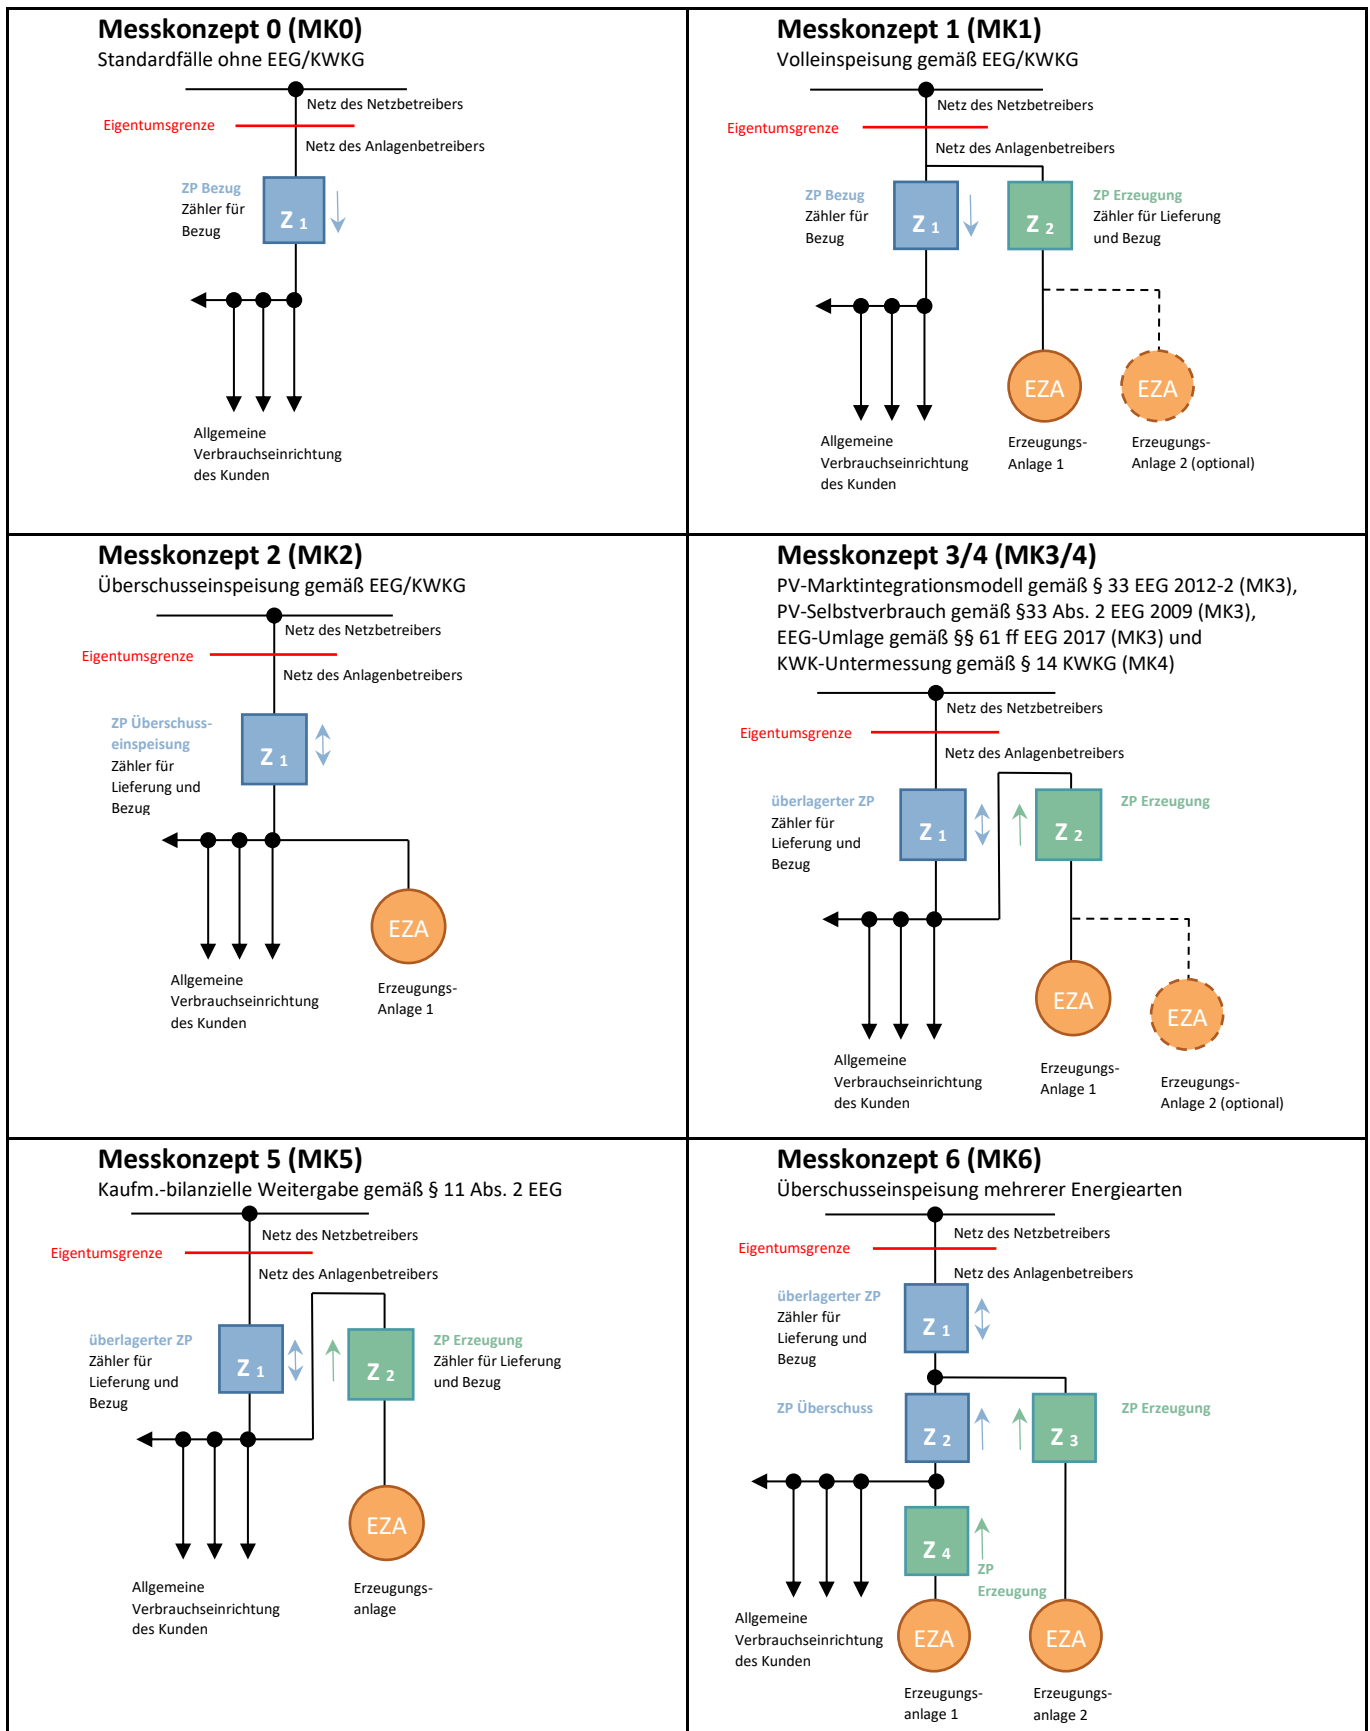 Messkonzept 0 (MK0)
Standardfälle ohne EEG/KWKG
Netz des Netzbetreibers
Eigentumsgrenze
Netz des Anlagenbetreibers
ZP Bezug
Zähler für
Bezug
Z 1
Allgemeine
Verbrauchseinrichtung
des Kunden
Messkonzept 1 (MK1)
Volleinspeisung gemäß EEG/KWKG
Netz des Netzbetreibers
Eigentumsgrenze
Netz des Anlagenbetreibers
ZP Bezug
Zähler für
Bezug
Z 1
Z 2
ZP Erzeugung
Zähler für Lieferung
und Bezug
EZA
EZA
Allgemeine
Verbrauchseinrichtung
des Kunden
Erzeugungs-
Anlage 1
Erzeugungs-
Anlage 2 (optional)
Messkonzept 2 (MK2)
Überschusseinspeisung gemäß EEG/KWKG
Netz des Netzbetreibers
Eigentumsgrenze
Netz des Anlagenbetreibers
ZP Überschuss-
einspeisung
Zähler für
Lieferung und
Bezug
Z 1
EZA
Allgemeine
Verbrauchseinrichtung
des Kunden
Erzeugungs-
Anlage 1
Messkonzept 3/4 (MK3/4)
PV-Marktintegrationsmodell gemäß § 33 EEG 2012-2 (MK3),
PV-Selbstverbrauch gemäß §33 Abs. 2 EEG 2009 (MK3),
EEG-Umlage gemäß §§ 61 ff EEG 2017 (MK3) und
KWK-Untermessung gemäß § 14 KWKG (MK4)
Netz des Netzbetreibers
Eigentumsgrenze
Netz des Anlagenbetreibers
überlagerter ZP
Zähler für
Lieferung und
Bezug
Z 1
Z 2
ZP Erzeugung
EZA
EZA
Allgemeine
Verbrauchseinrichtung
des Kunden
Erzeugungs-
Anlage 1
Erzeugungs-
Anlage 2 (optional)
Messkonzept 5 (MK5)
Kaufm.-bilanzielle Weitergabe gemäß § 11 Abs. 2 EEG
Netz des Netzbetreibers
Eigentumsgrenze
Netz des Anlagenbetreibers
überlagerter ZP
Zähler für
Lieferung und
Bezug
Z 1
Z 2
ZP Erzeugung
Zähler für Lieferung
und Bezug
EZA
Allgemeine
Verbrauchseinrichtung
des Kunden
Erzeugungs-
anlage
Messkonzept 6 (MK6)
Überschusseinspeisung mehrerer Energiearten
Netz des Netzbetreibers
Eigentumsgrenze
Netz des Anlagenbetreibers
überlagerter ZP
Zähler für
Lieferung und
Bezug
Z 1
ZP Überschuss
Z 2
Z 3
ZP Erzeugung
Z 4
ZP
Erzeugung
Allgemeine
Verbrauchseinrichtung
des Kunden
EZA
EZA
Erzeugungs-
anlage 1
Erzeugungs-
anlage 2